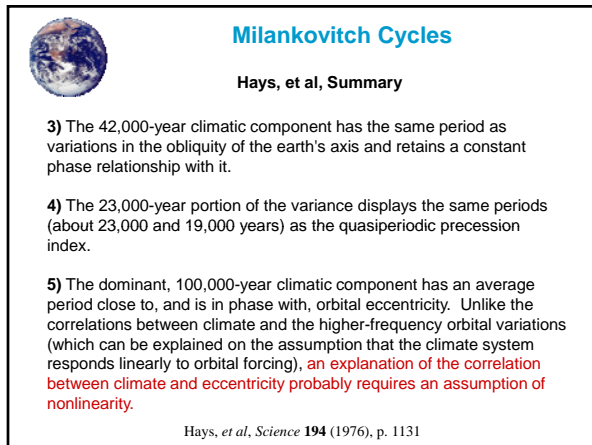 Milankovitch Cycles
Hays, et al, Summary
3) The 42,000-year climatic component has the same period as
variations in the obliquity of the earth's axis and retains a constant
phase relationship with it.
4) The 23,000-year portion of the variance displays the same periods
(about 23,000 and 19,000 years) as the quasiperiodic precession
index.
5) The dominant, 100,000-year climatic component has an average
period close to, and is in phase with, orbital eccentricity. Unlike the
correlations between climate and the higher-frequency orbital variations
(which can be explained on the assumption that the climate system
responds linearly to orbital forcing), an explanation of the correlation
between climate and eccentricity probably requires an assumption of
nonlinearity.
Hays, et al, Science 194 (1976), p. 1131